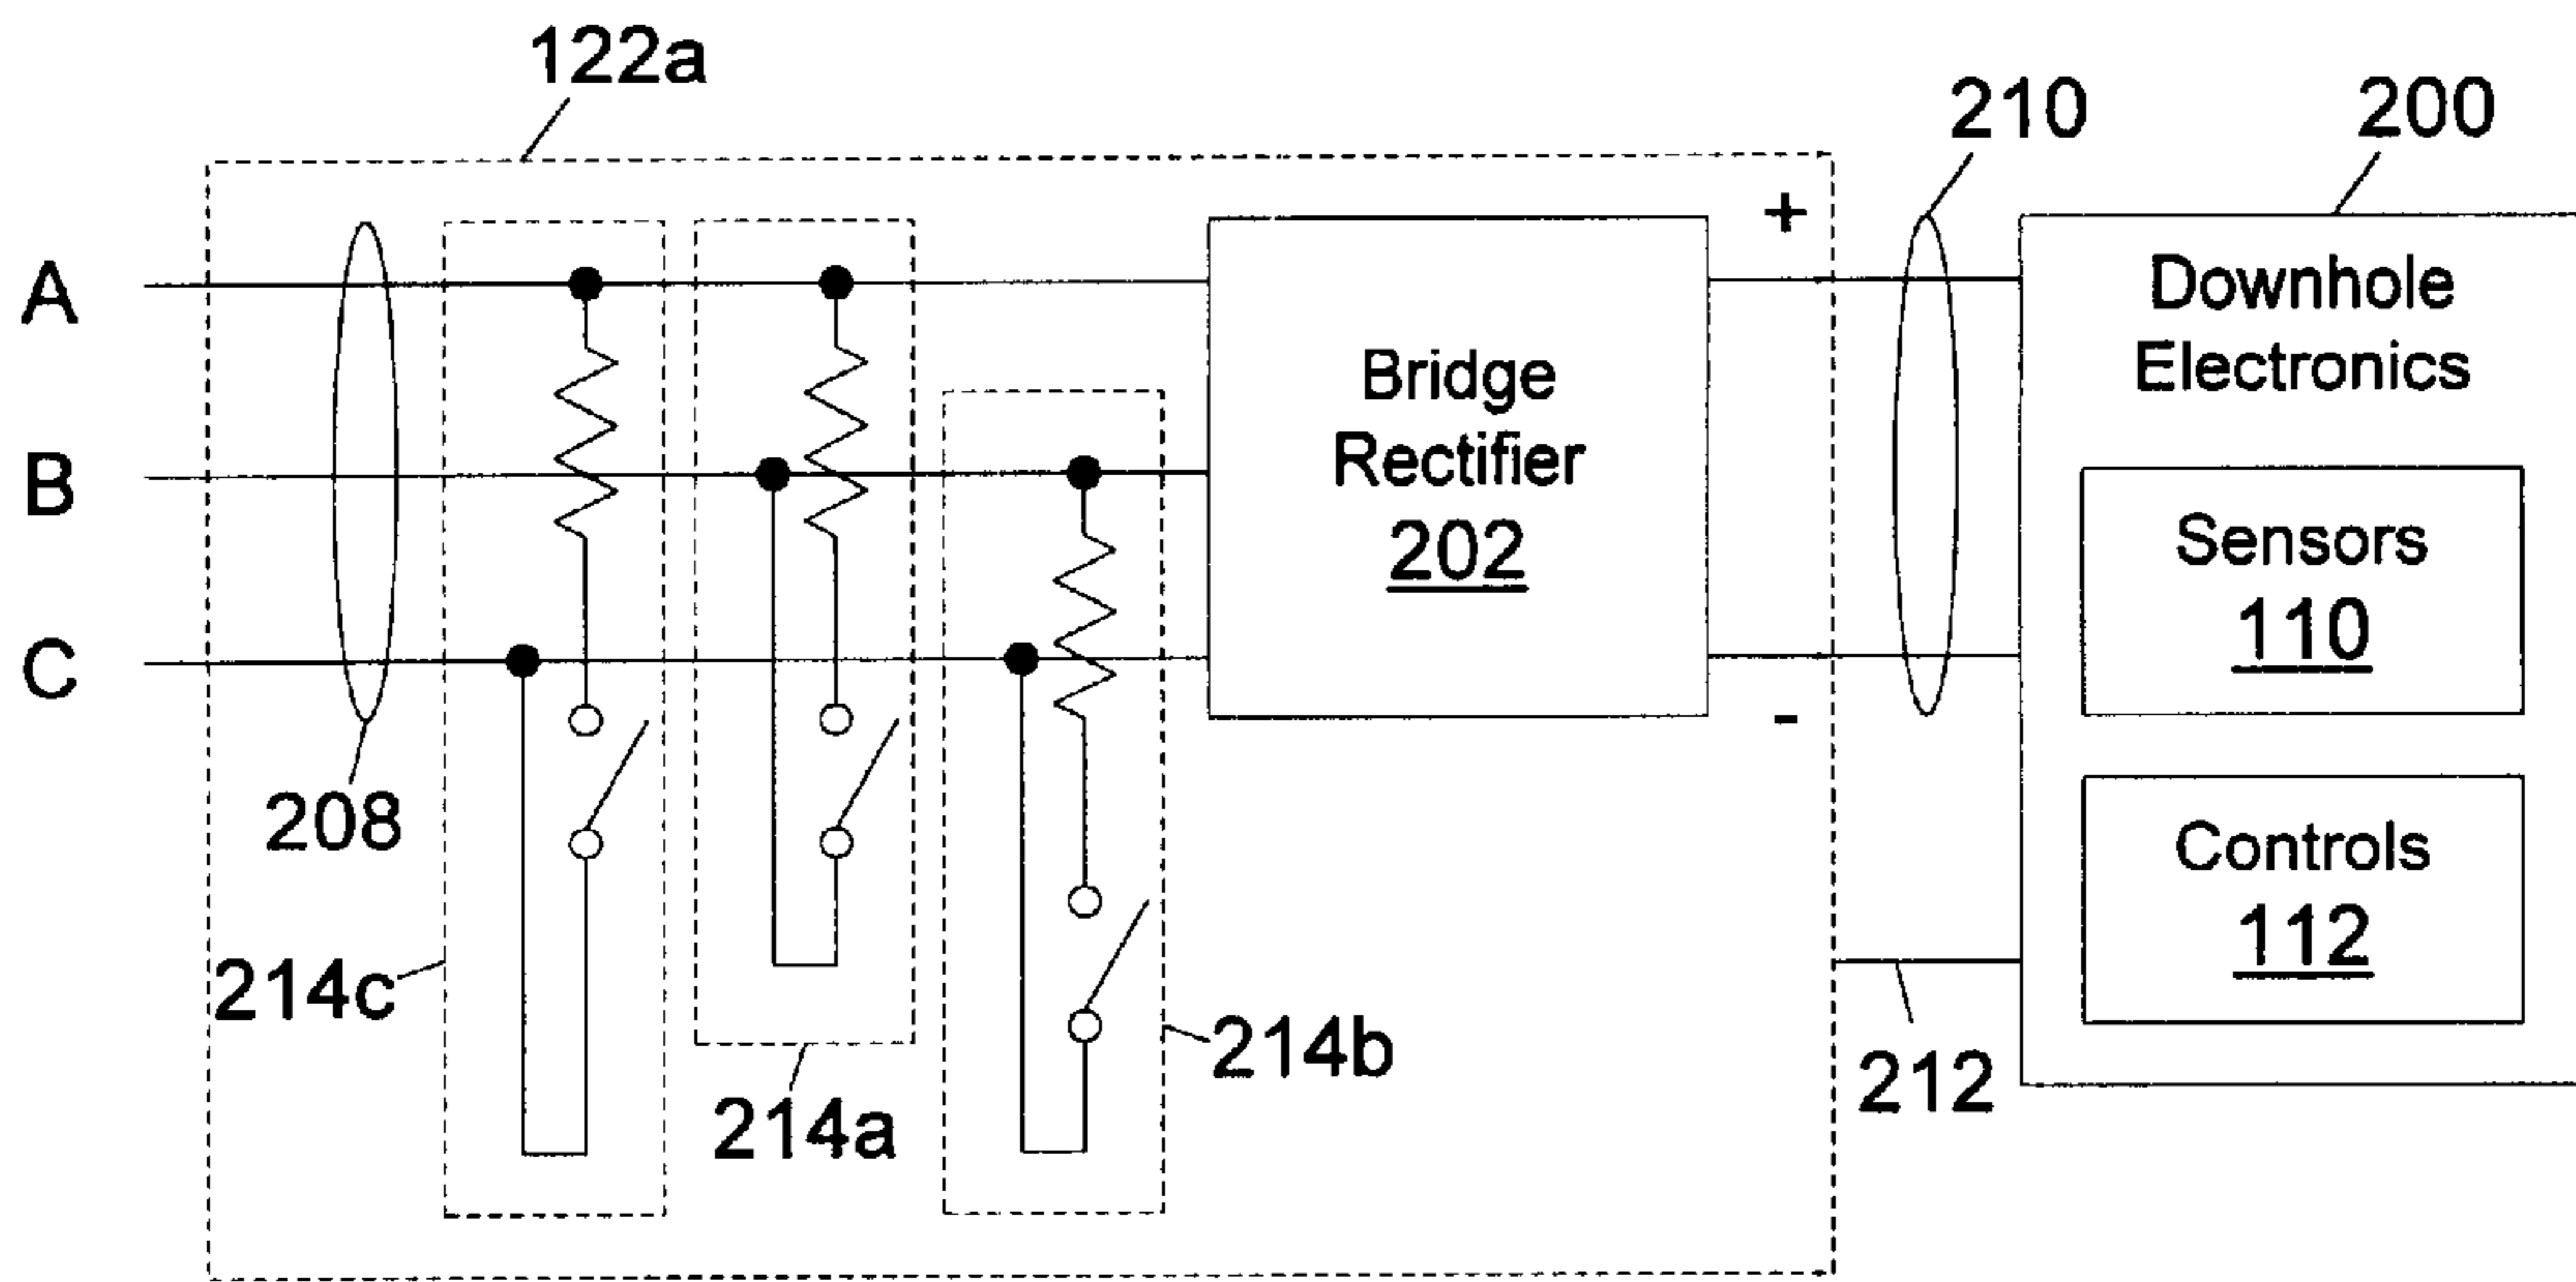 122a
210
200
+
A
B
C
Bridge
Rectifier
202
-
Downhole
Electronics
Sensors
110
Controls
112
208
214c
214a
214b
212